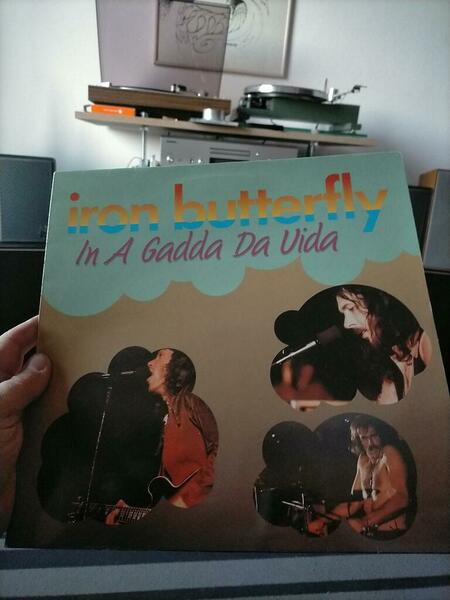 iron butterfly
In A Gadda Da Vida